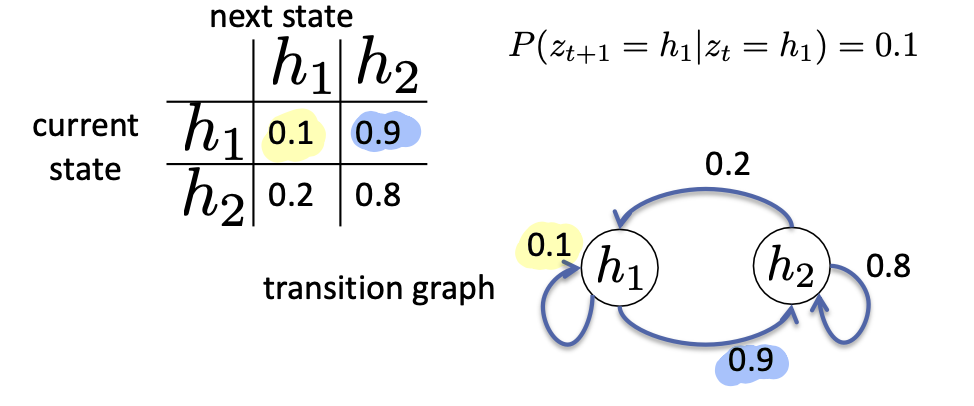 next state
P(z_{t+1} = h_1|z_t = h_1) = 0.1
h_1 h_2
current state
h_1 0.1 0.9
h_2 0.2 0.8
0.2
0.1
h_1
h_2
0.8
transition graph
0.9